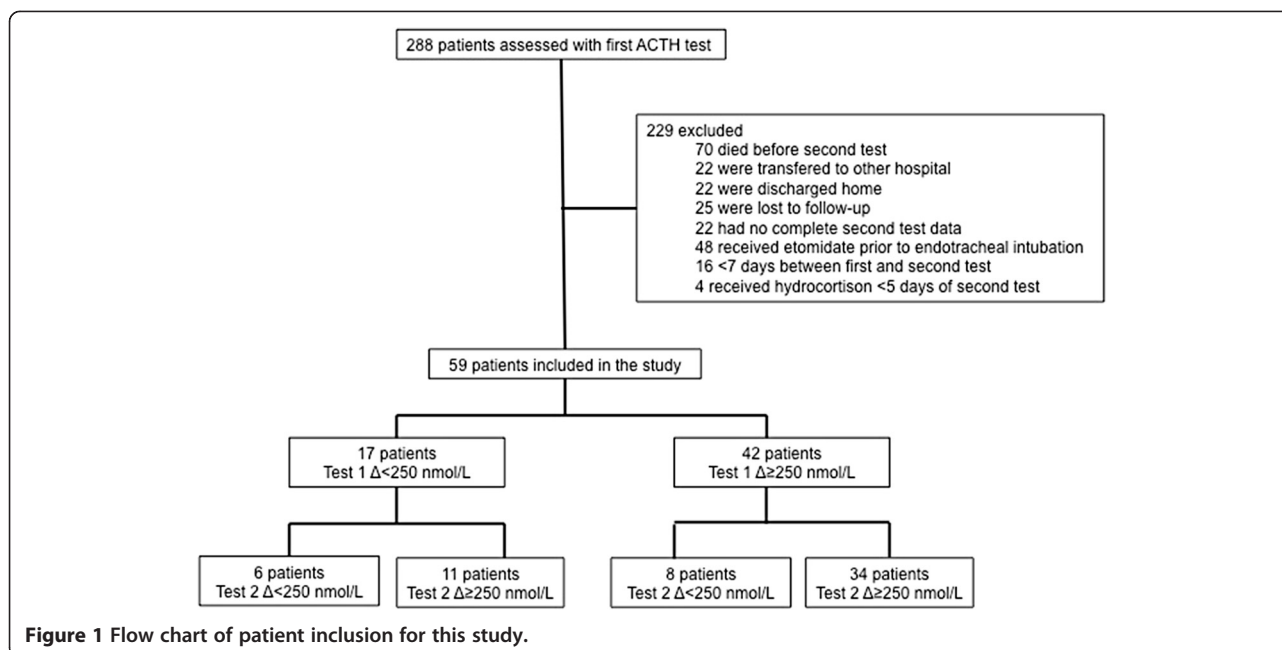 288 patients assessed with first ACTH test
229 excluded
70 died before second test
22 were transfered to other hospital
22 were discharged home
25 were lost to follow-up
22 had no complete second test data
48 received etomidate prior to endotracheal intubation
16 <7 days between first and second test
4 received hydrocortison <5 days of second test
59 patients included in the study
17 patients
Test 1 Δ<250 nmol/L
42 patients
Test 1 Δ≥250 nmol/L
6 patients
Test 2 Δ<250 nmol/L
11 patients
Test 2 Δ≥250 nmol/L
8 patients
Test 2 Δ<250 nmol/L
34 patients
Test 2 Δ≥250 nmol/L
Figure 1 Flow chart of patient inclusion for this study.